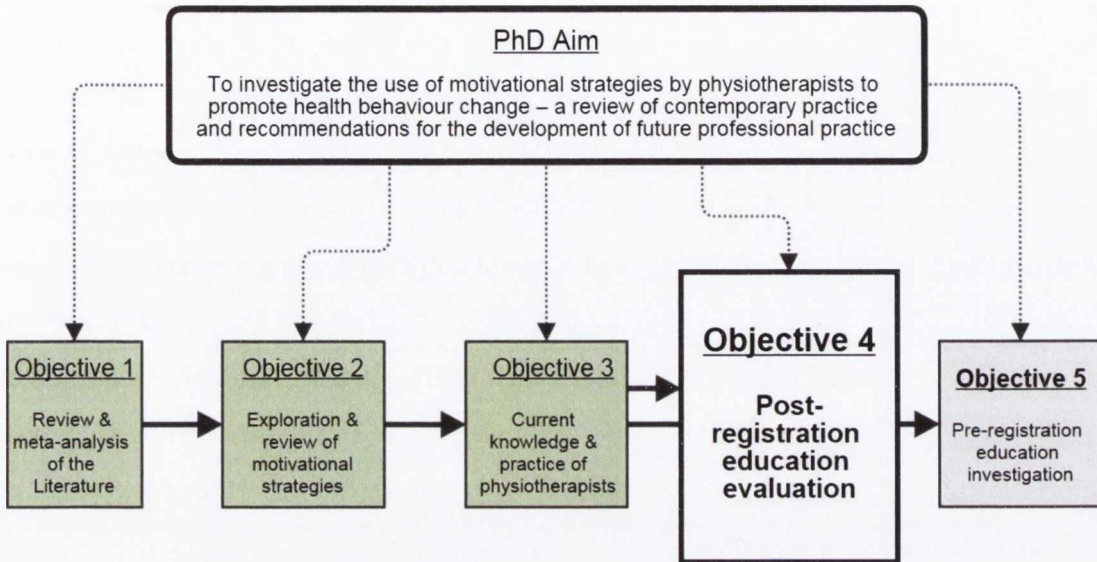 PhD Aim
To investigate the use of motivational strategies by physiotherapists to
promote health behaviour change – a review of contemporary practice
and recommendations for the development of future professional practice
Objective 1
Review &
meta-analysis
of the
Literature
Objective 2
Exploration &
review of
motivational
strategies
Objective 3
Current
knowledge &
practice of
physiotherapists
Objective 4
Post-
registration
education
evaluation
Objective 5
Pre-registration
education
investigation